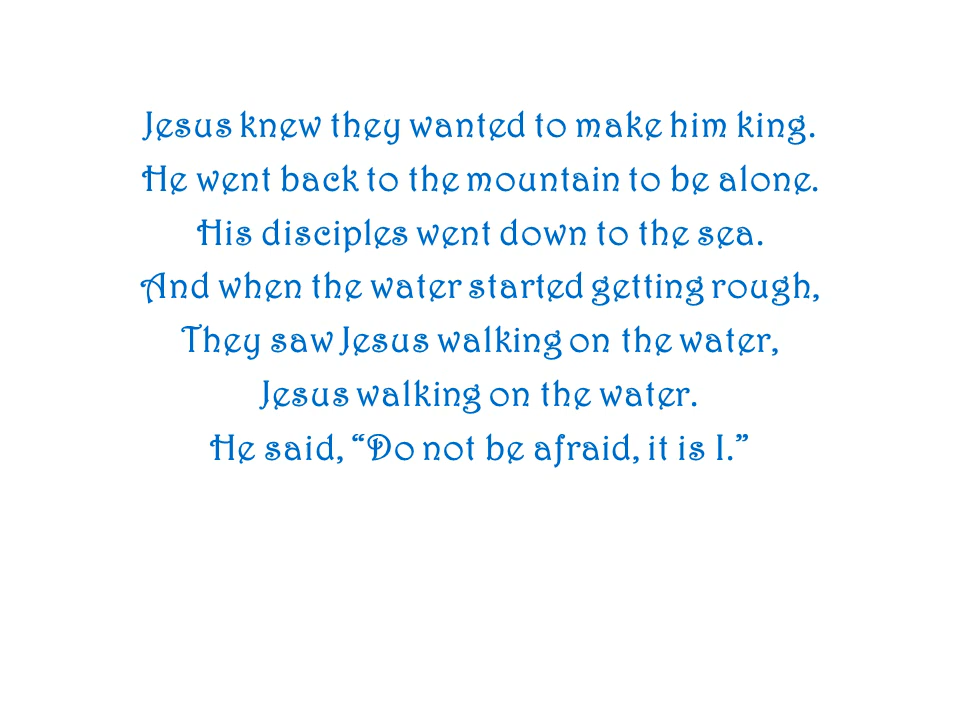 Jesus knew they wanted to make him king.
He went back to the mountain to be alone.
His disciples went down to the sea.
And when the water started getting rough,
They saw Jesus walking on the water,
Jesus walking on the water.
He said, “Do not be afraid, it is I.”